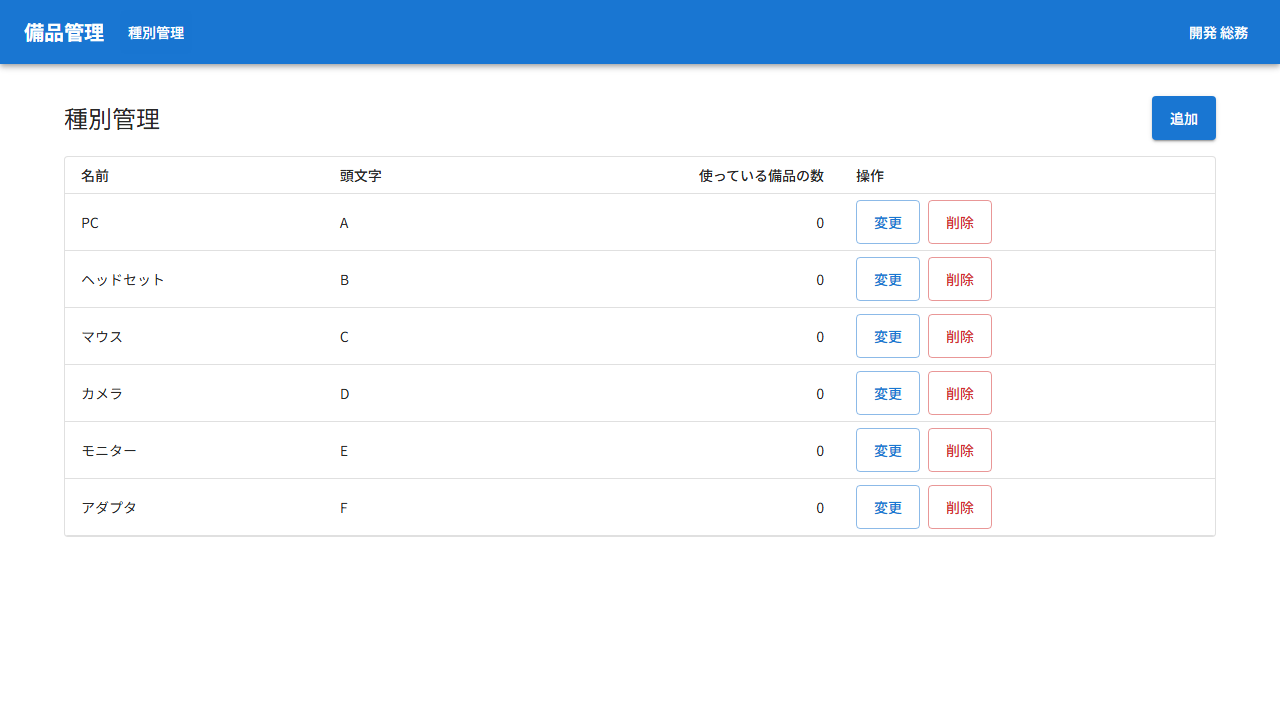 備品管理 種別管理 開発 総務
種別管理 追加
名前 頭文字 使っている備品の数 操作
PC A 0 変更 削除
ヘッドセット B 0 変更 削除
マウス C 0 変更 削除
カメラ D 0 変更 削除
モニター E 0 変更 削除
アダプタ F 0 変更 削除